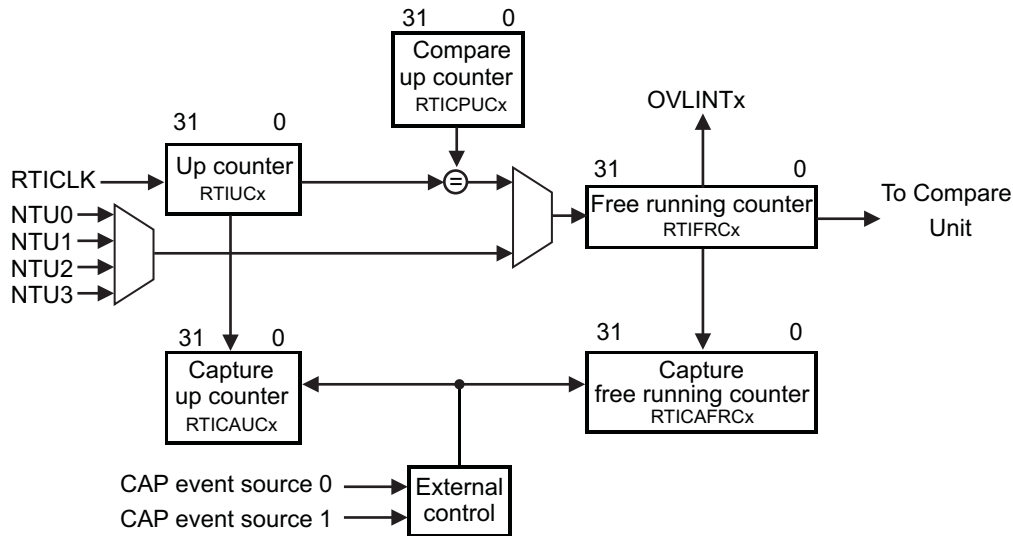 31 0
Compare
up counter
RTICPUCx
OVLINTx
31 0
Up counter
RTIUCx
RTICLK
NTU0
NTU1
NTU2
NTU3
=
31 0
Free running counter
RTIFRCx
To Compare
Unit
31 0
Capture
up counter
RTICAUCx
31 0
Capture
free running counter
RTICAFRCx
CAP event source 0
CAP event source 1
External
control